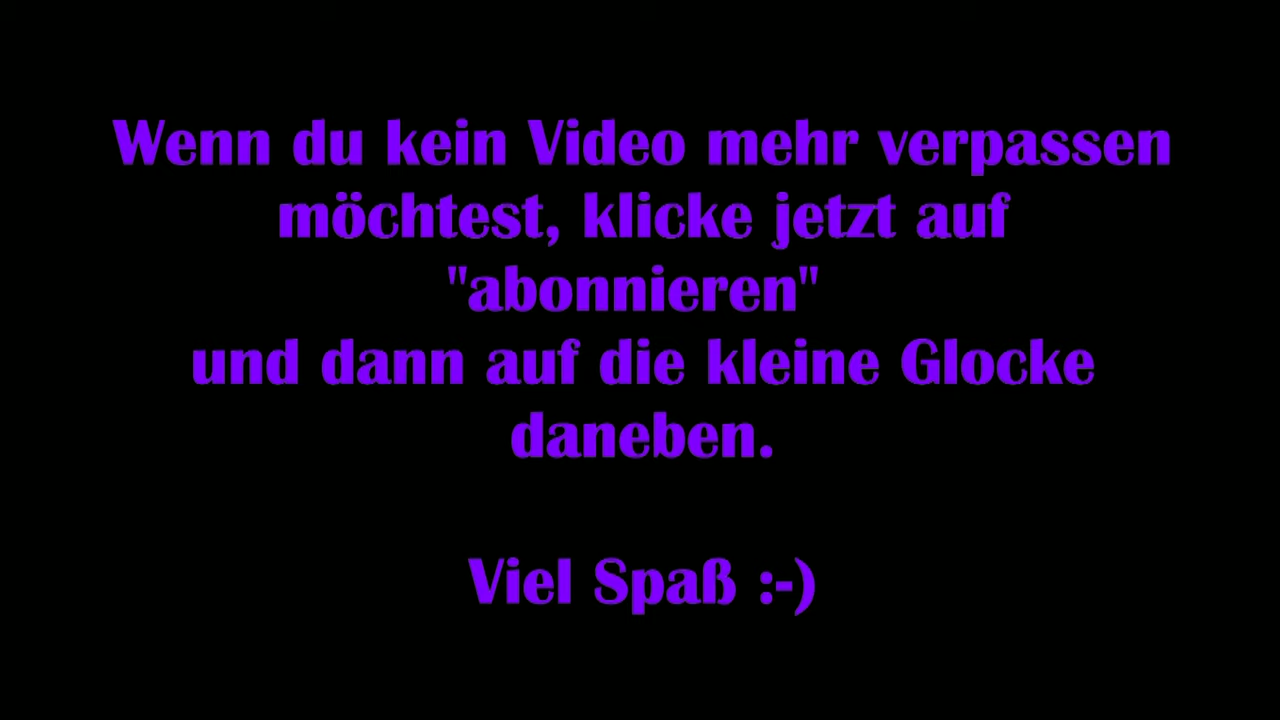 Wenn du kein Video mehr verpassen
möchtest, klicke jetzt auf
"abonnieren"
und dann auf die kleine Glocke
daneben.
Viel Spaß :-)